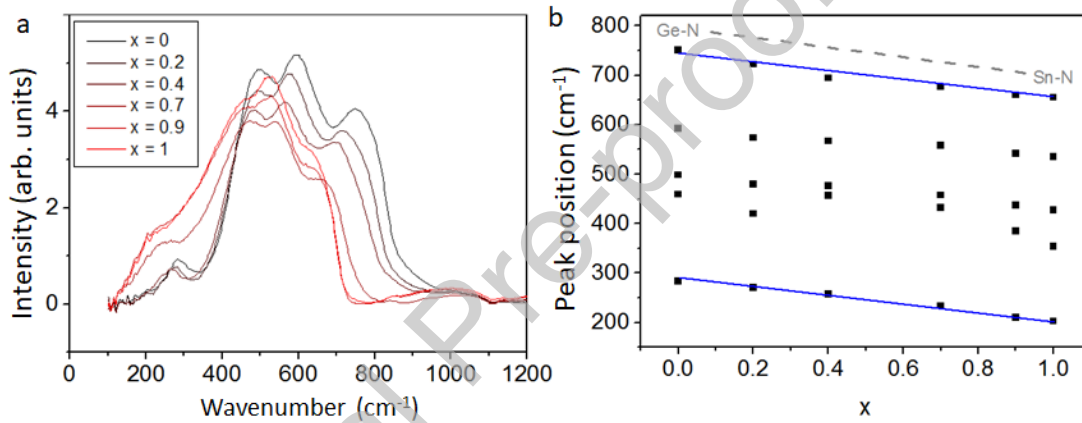 a
x = 0
x = 0.2
x = 0.4
x = 0.7
x = 0.9
x = 1
Intensity (arb. units)
4
2
0
0 200 400 600 800 1000 1200
Wavenumber (cm⁻¹)
b
Ge-N
Sn-N
Peak position (cm⁻¹)
800
700
600
500
400
300
200
0.0 0.2 0.4 0.6 0.8 1.0
x
Pre-proo